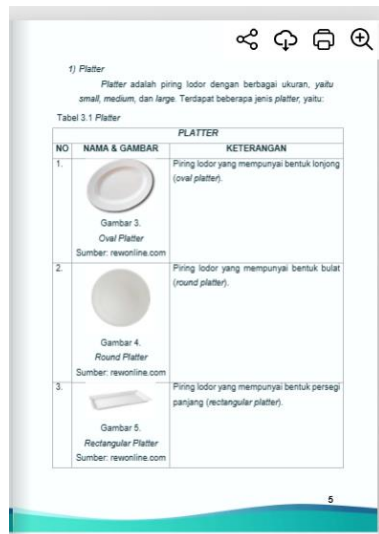 1) Platter
Platter adalah piring lodor dengan berbagai ukuran, yaitu
small, medium, dan large. Terdapat beberapa jenis platter, yaitu:
Tabel 3.1 Platter
PLATTER
NO NAMA & GAMBAR KETERANGAN
1. Piring lodor yang mempunyai bentuk lonjong
(oval platter).
Gambar 3.
Oval Platter
Sumber: rewonline.com
2. Piring lodor yang mempunyai bentuk bulat
(round platter).
Gambar 4.
Round Platter
Sumber: rewonline.com
3. Piring lodor yang mempunyai bentuk persegi
panjang (rectangular platter).
Gambar 5.
Rectangular Platter
Sumber: rewonline.com
5